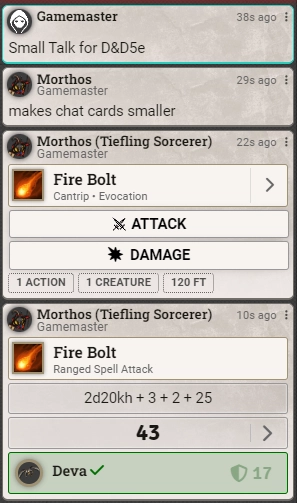 Gamemaster 38s ago
Small Talk for D&D5e
Morthos 29s ago
Gamemaster
makes chat cards smaller
Morthos (Tiefling Sorcerer) 22s ago
Gamemaster
Fire Bolt
Cantrip • Evocation
ATTACK
DAMAGE
1 ACTION 1 CREATURE 120 FT
Morthos (Tiefling Sorcerer) 10s ago
Gamemaster
Fire Bolt
Ranged Spell Attack
2d20kh + 3 + 2 + 25
43
Deva 17